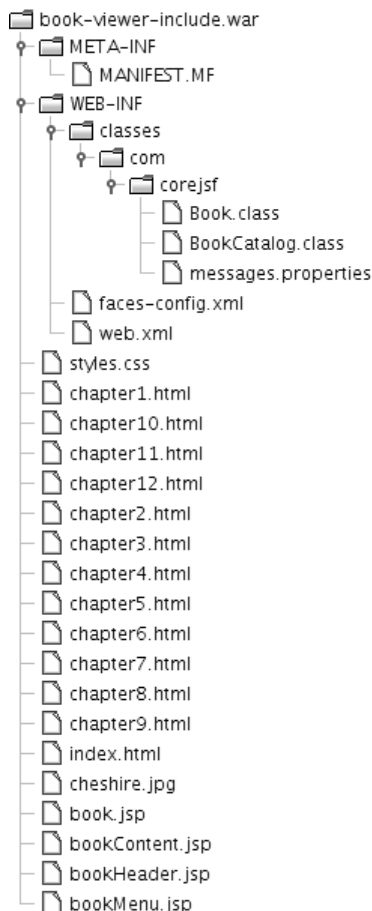 book-viewer-include.war
META-INF
MANIFEST.MF
WEB-INF
classes
com
corejsf
Book.class
BookCatalog.class
messages.properties
faces-config.xml
web.xml
styles.css
chapter1.html
chapter10.html
chapter11.html
chapter12.html
chapter2.html
chapter3.html
chapter4.html
chapter5.html
chapter6.html
chapter7.html
chapter8.html
chapter9.html
index.html
cheshire.jpg
book.jsp
bookContent.jsp
bookHeader.jsp
bookMenu.jsp